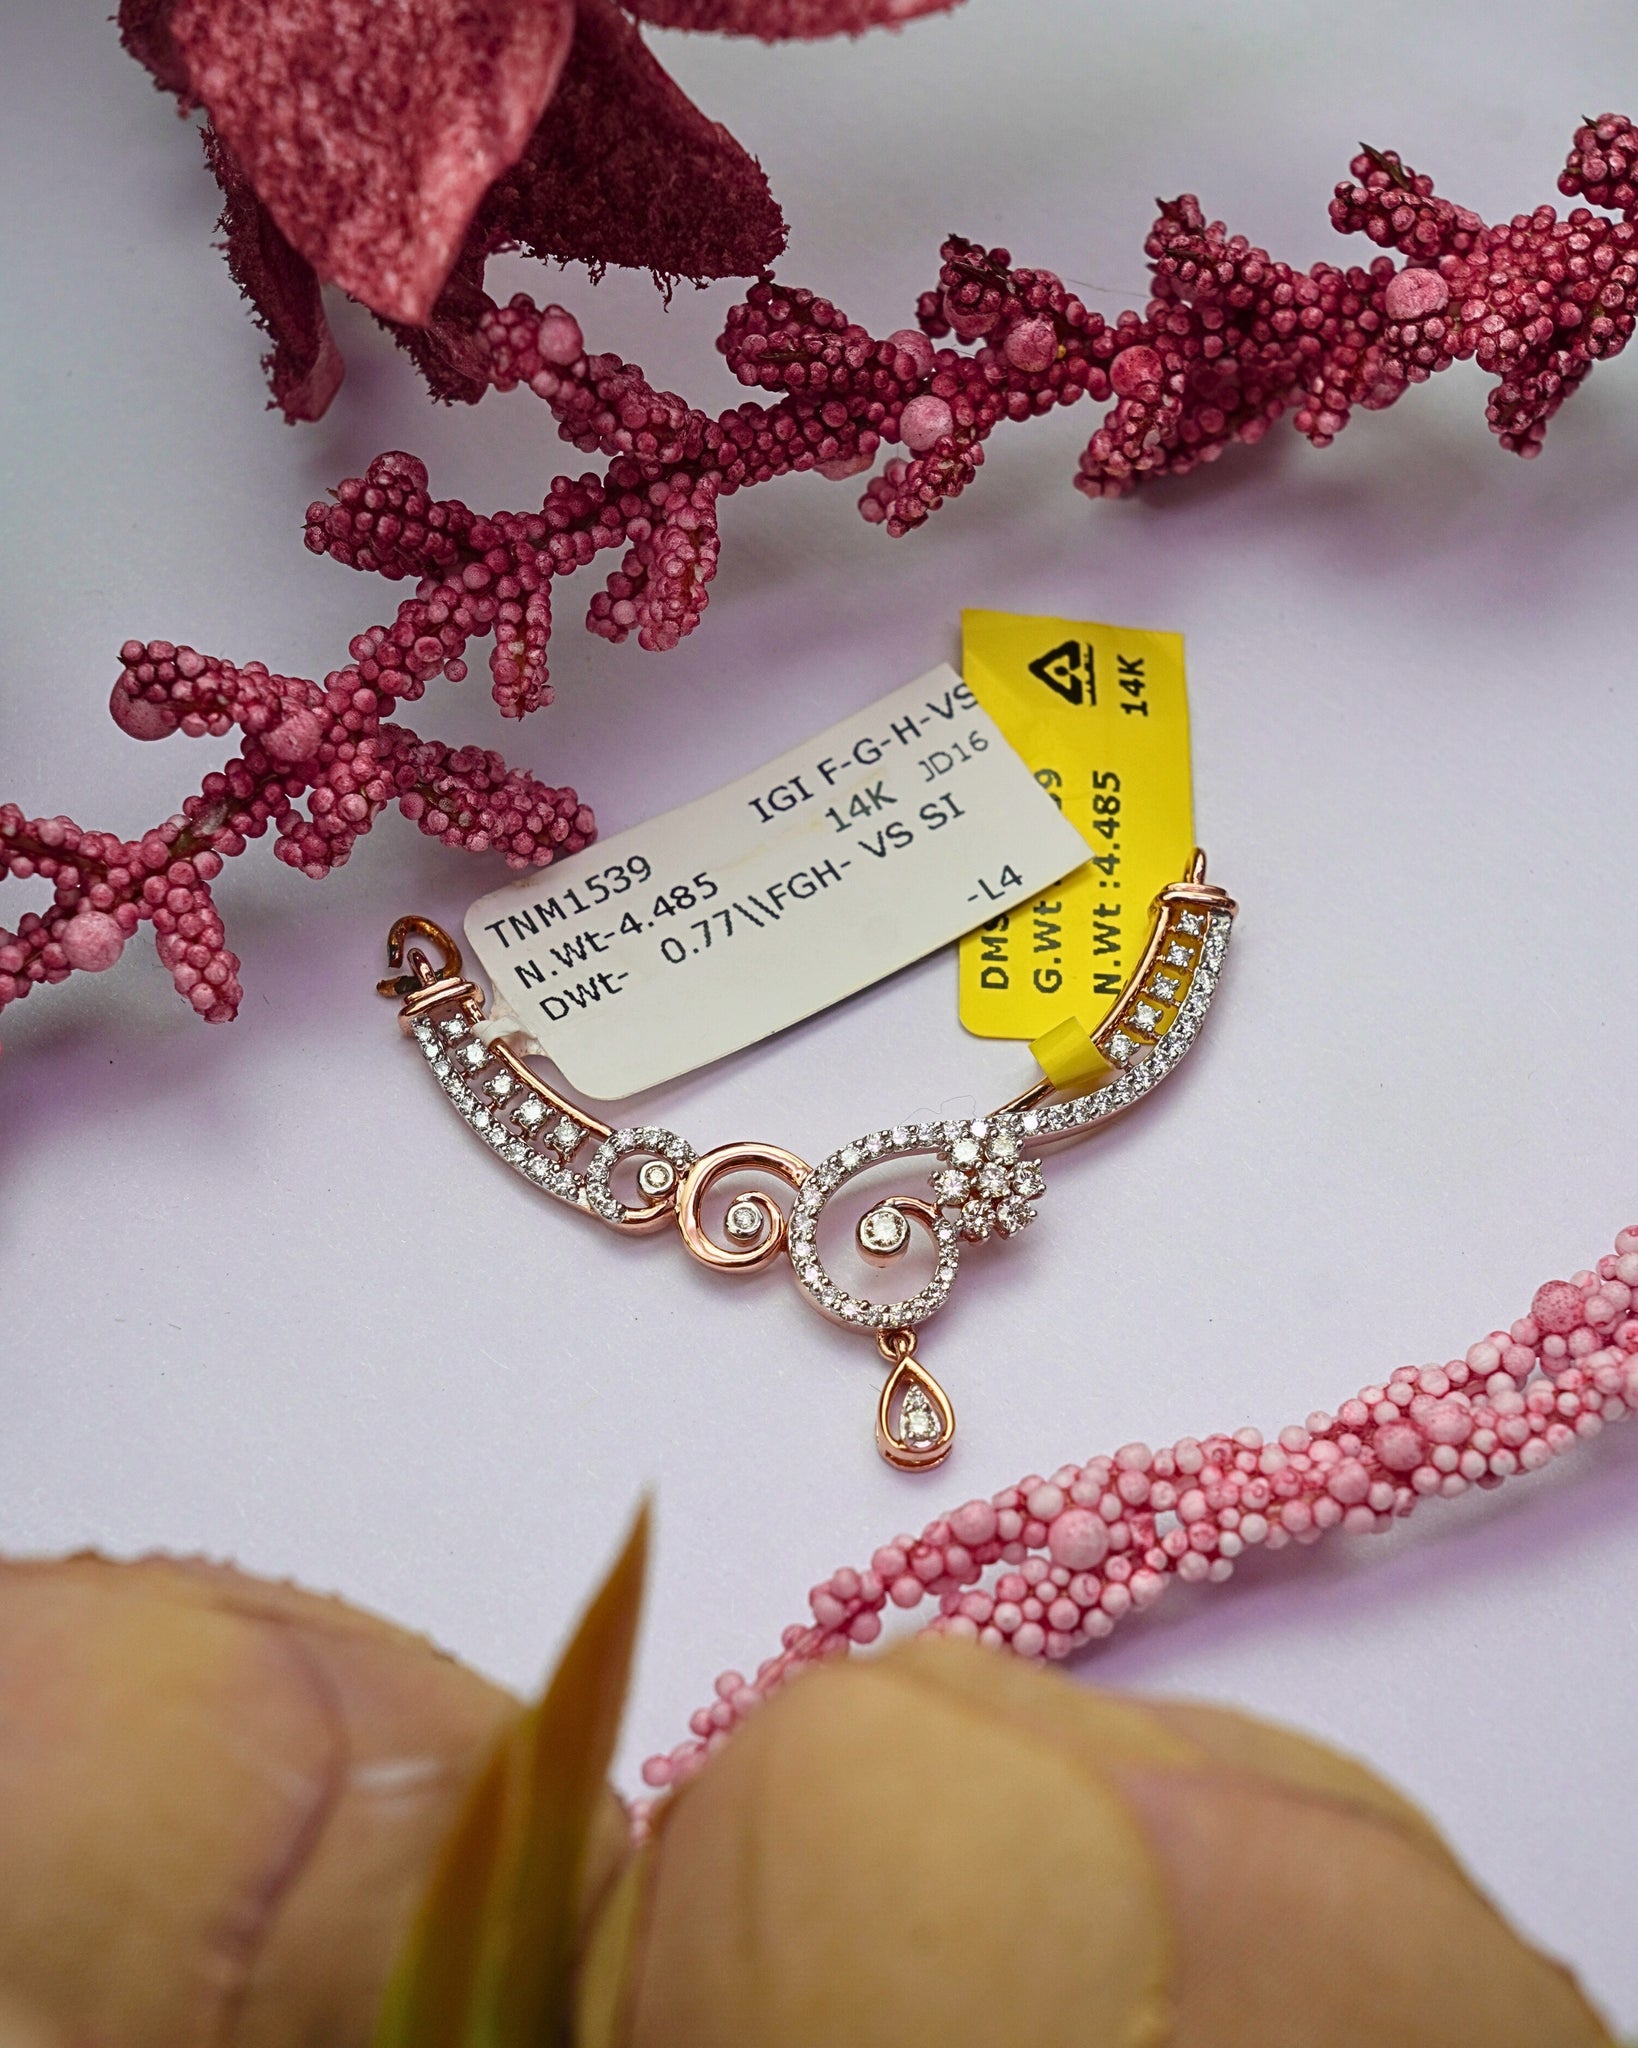 IGI F-G-H-VS
TNM1539 14K JD16
N.Wt-4.485
DWt- 0.77\\FGH- VS SI
-L4
14K
DMS
G.Wt
N.Wt :4.485